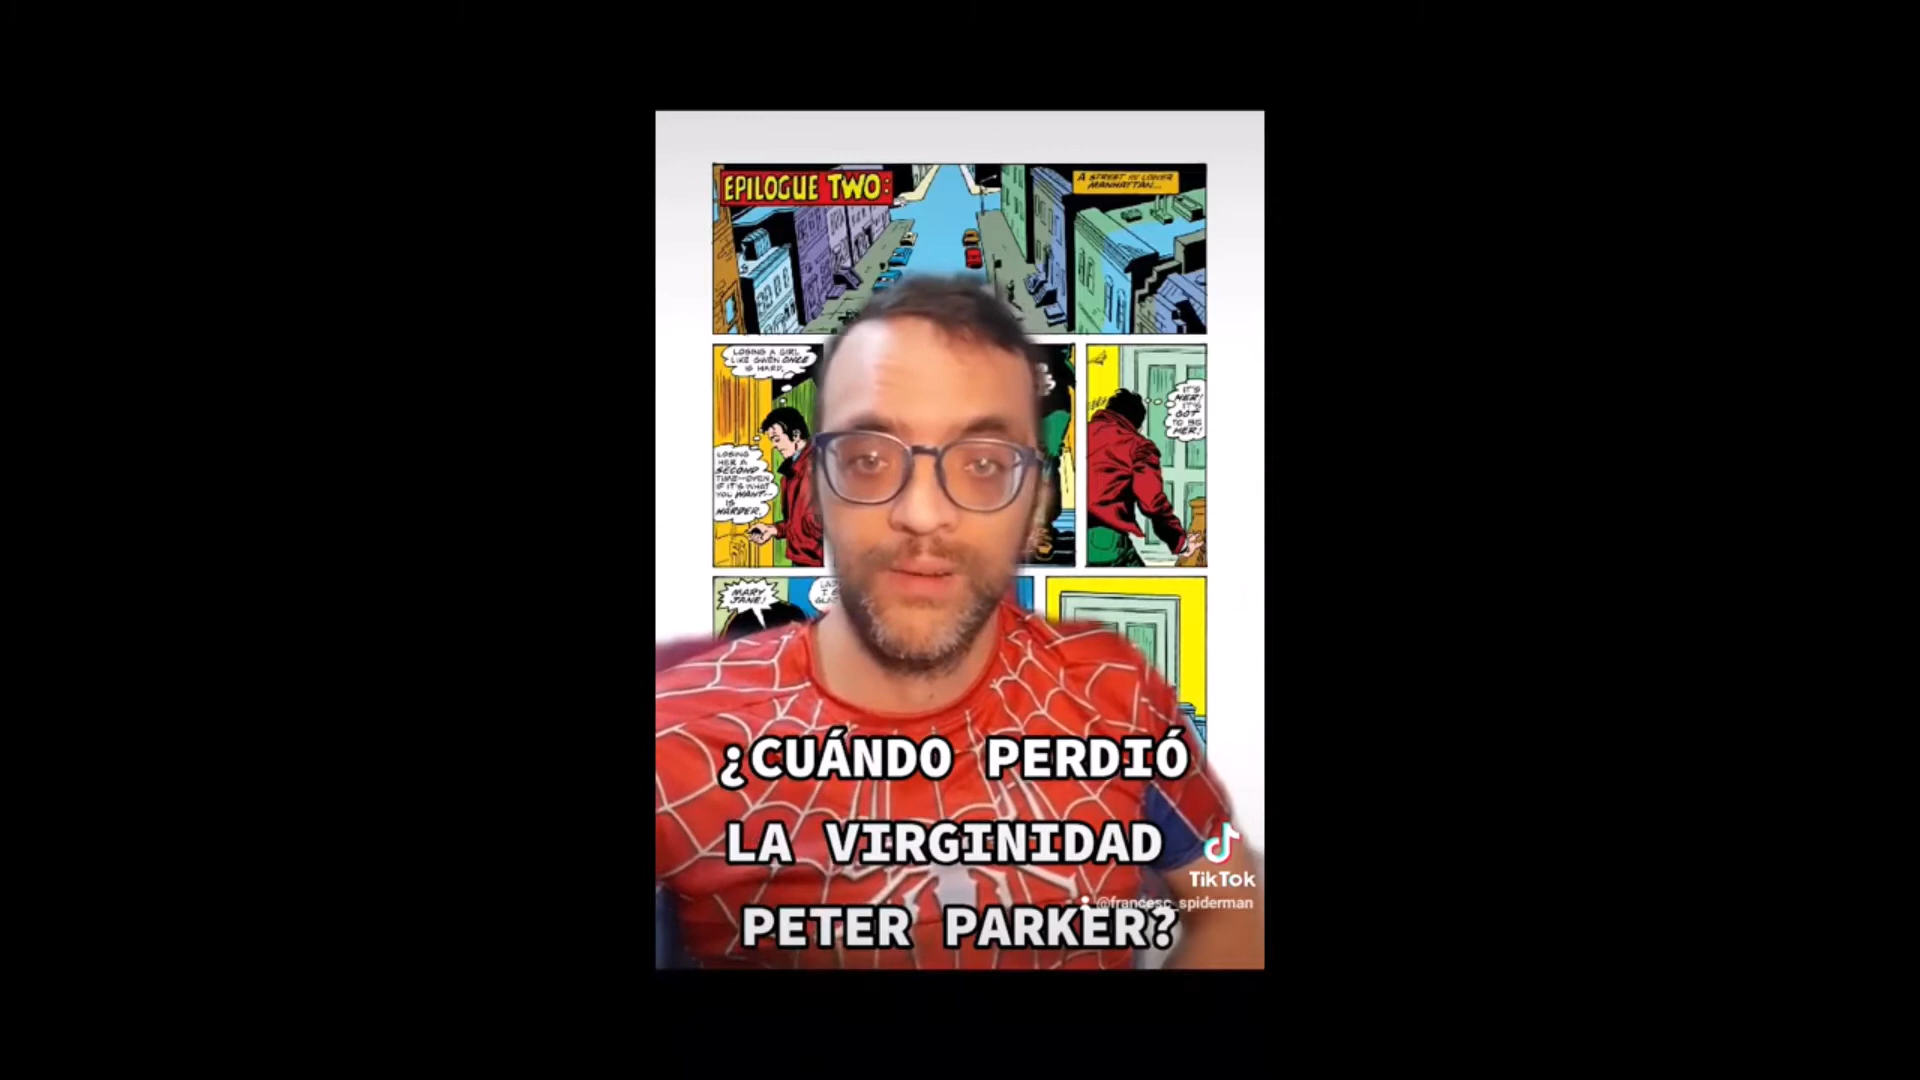 EPILOGUE TWO:
A STREET IN LOWER
MANHATTAN...
LOSING A GIRL
LIKE GWEN ONCE
IS HARD.
LOSING
HER A
SECOND
TIME--EVEN
IF IT'S WHAT
YOU WANT--
IS
HARDER.
IT'S
HER!
IT'S
GOT
TO BE
HER!
MARY
JANE!
¿CUÁNDO PERDIÓ
LA VIRGINIDAD
PETER PARKER?
TikTok
@francesc_spiderman